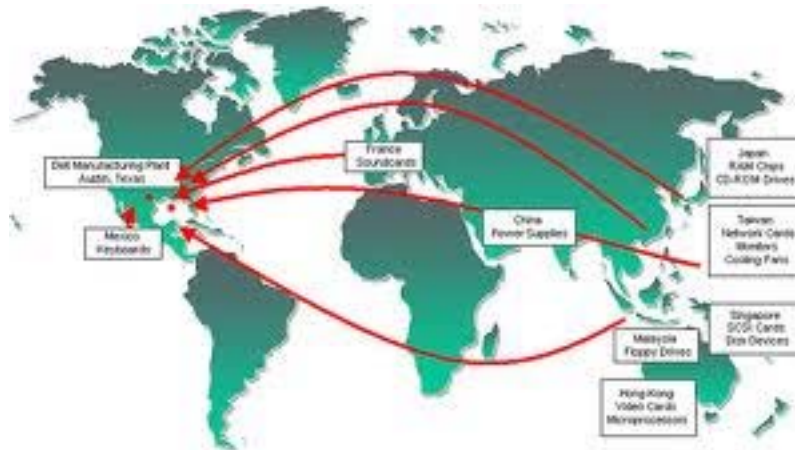 Dell Manufacturing Plant
Austin, Texas
Mexico
Keyboards
France
Soundcards
China
Power Supplies
Japan
RAM Chips
CD-ROM Drives
Taiwan
Network Cards
Monitors
Cooling Fans
Singapore
SCSI Cards
Disk Devices
Malaysia
Floppy Drives
Hong Kong
Video Cards
Microprocessors